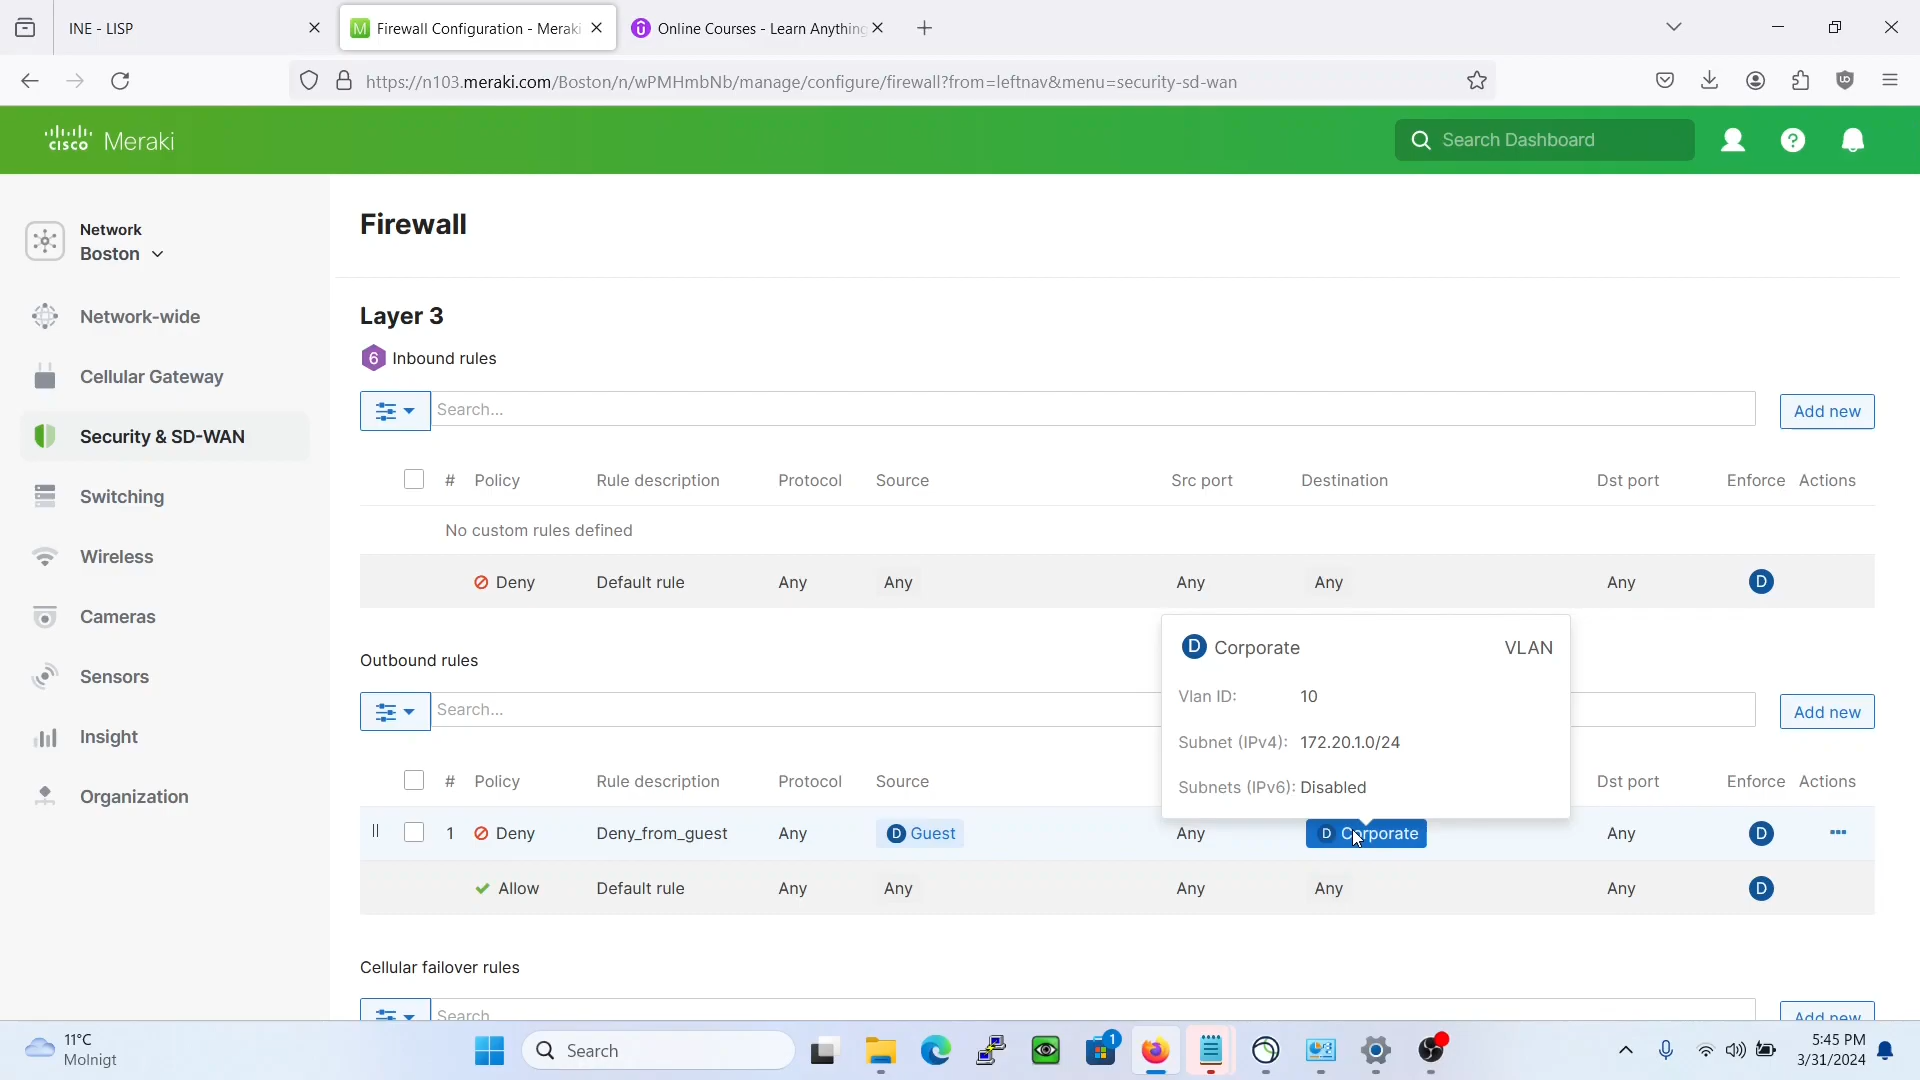 INE - LISP
M Firewall Configuration - Meraki
Online Courses - Learn Anything
https://n103.meraki.com/Boston/n/wPMHmbNb/manage/configure/firewall?from=leftnav&menu=security-sd-wan
cisco Meraki
Search Dashboard
?
Network
Boston
Network-wide
Cellular Gateway
Security & SD-WAN
Switching
Wireless
Cameras
Sensors
Insight
Organization
Firewall
Layer 3
6 Inbound rules
Search...
Add new
# Policy Rule description Protocol Source Src port Destination Dst port Enforce Actions
No custom rules defined
Deny Default rule Any Any Any Any Any D
Outbound rules
Search...
Add new
D Corporate VLAN
Vlan ID: 10
Subnet (IPv4): 172.20.1.0/24
Subnets (IPv6): Disabled
# Policy Rule description Protocol Source Dst port Enforce Actions
1 Deny Deny_from_guest Any D Guest Any D Corporate Any D
Allow Default rule Any Any Any Any Any D
Cellular failover rules
Search
Add new
11°C
Molnigt
Search
1
5:45 PM
3/31/2024